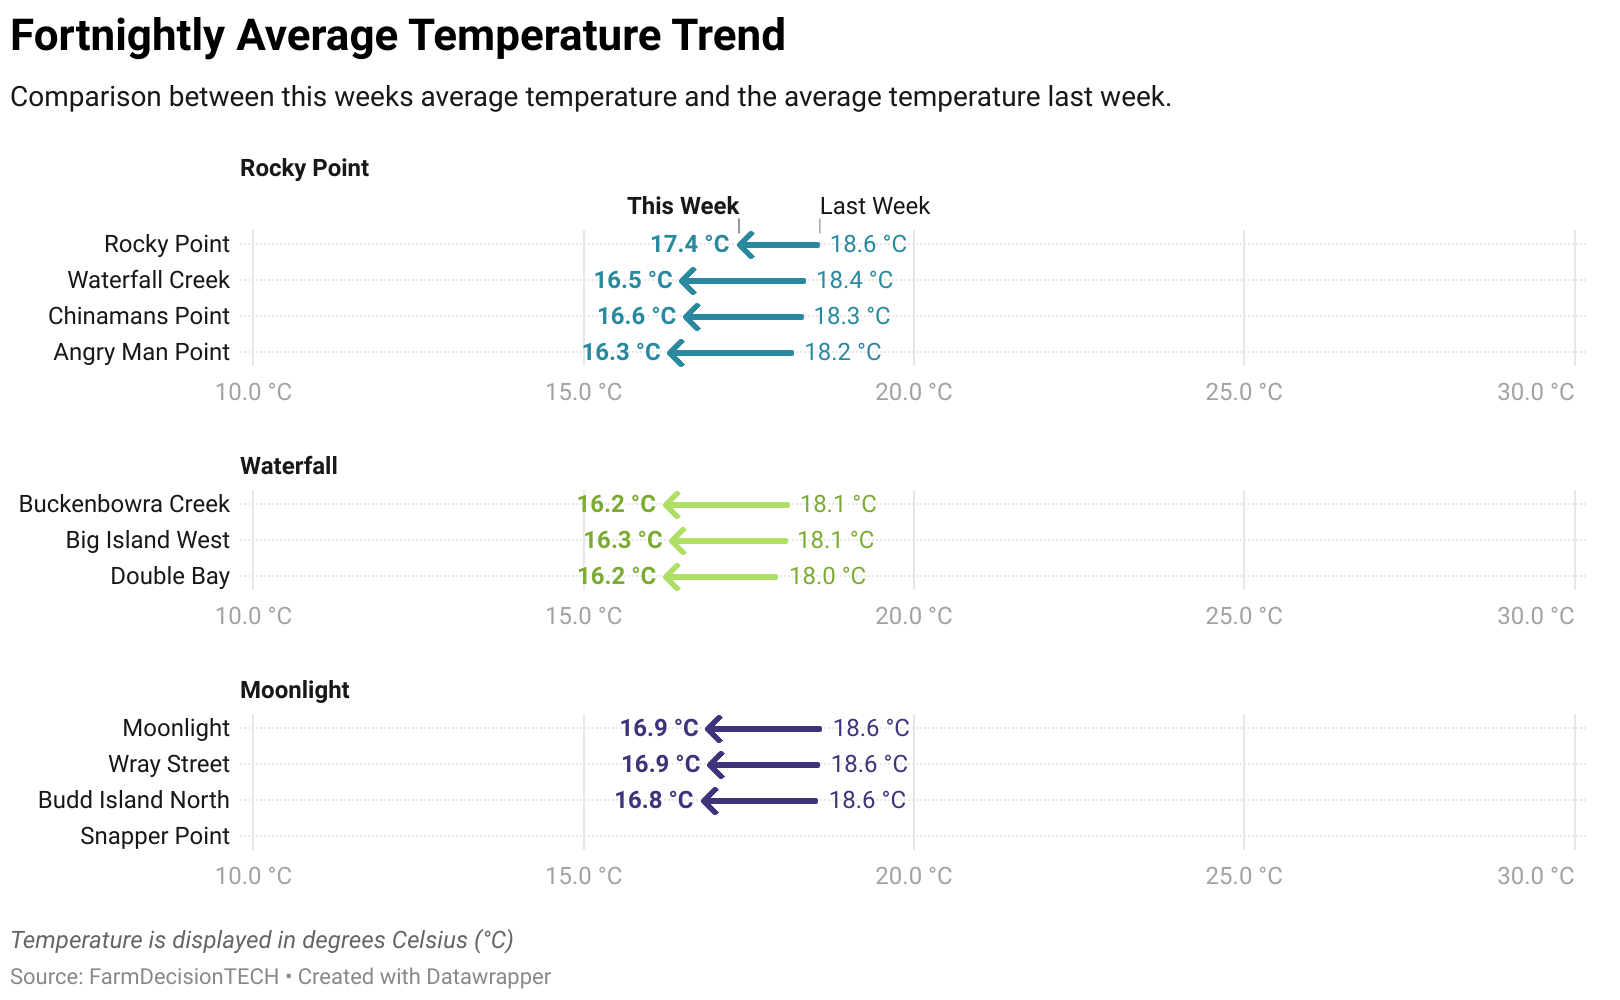 Fortnightly Average Temperature Trend
Comparison between this weeks average temperature and the average temperature last week.
Rocky Point
This Week Last Week
Rocky Point 17.4 °C 18.6 °C
Waterfall Creek 16.5 °C 18.4 °C
Chinamans Point 16.6 °C 18.3 °C
Angry Man Point 16.3 °C 18.2 °C
10.0 °C 15.0 °C 20.0 °C 25.0 °C 30.0 °C
Waterfall
Buckenbowra Creek 16.2 °C 18.1 °C
Big Island West 16.3 °C 18.1 °C
Double Bay 16.2 °C 18.0 °C
10.0 °C 15.0 °C 20.0 °C 25.0 °C 30.0 °C
Moonlight
Moonlight 16.9 °C 18.6 °C
Wray Street 16.9 °C 18.6 °C
Budd Island North 16.8 °C 18.6 °C
Snapper Point
10.0 °C 15.0 °C 20.0 °C 25.0 °C 30.0 °C
Temperature is displayed in degrees Celsius (°C)
Source: FarmDecisionTECH • Created with Datawrapper